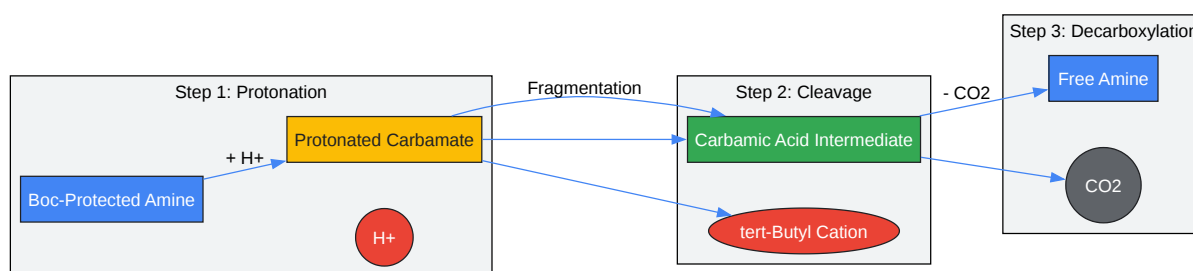 Step 1: Protonation
+ H+
Boc-Protected Amine
Protonated Carbamate
H+
Fragmentation
Step 2: Cleavage
Carbamic Acid Intermediate
tert-Butyl Cation
- CO2
Step 3: Decarboxylation
Free Amine
CO2